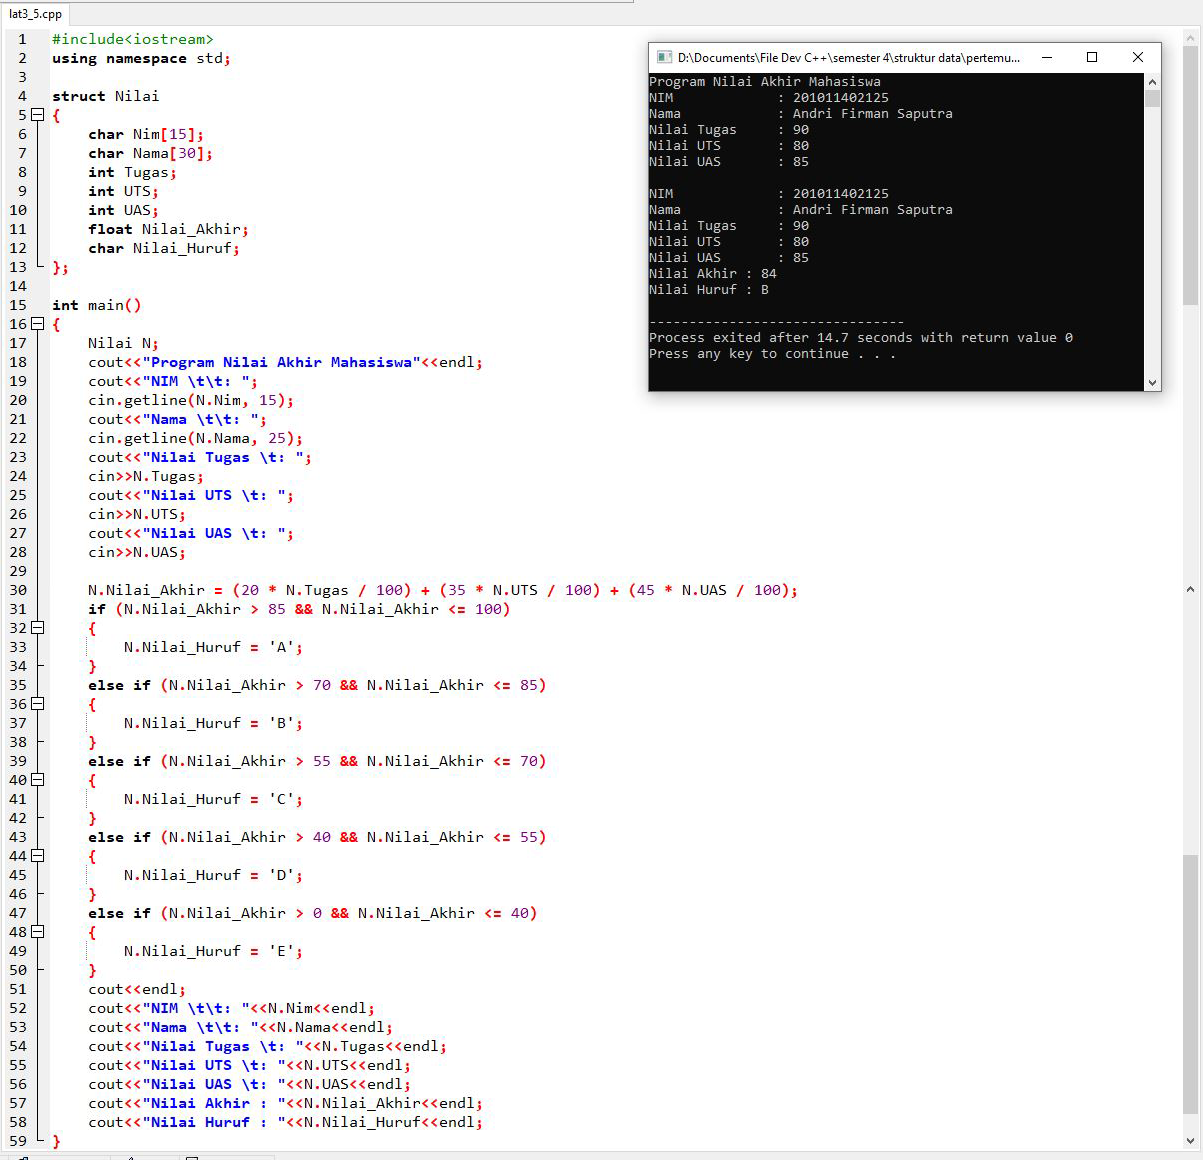 lat3_5.cpp
1 #include<iostream>
2 using namespace std;
3
4 struct Nilai
5 {
6 char Nim[15];
7 char Nama[30];
8 int Tugas;
9 int UTS;
10 int UAS;
11 float Nilai_Akhir;
12 char Nilai_Huruf;
13 };
14
15 int main()
16 {
17 Nilai N;
18 cout<<"Program Nilai Akhir Mahasiswa"<<endl;
19 cout<<"NIM \t\t: ";
20 cin.getline(N.Nim, 15);
21 cout<<"Nama \t\t: ";
22 cin.getline(N.Nama, 25);
23 cout<<"Nilai Tugas \t: ";
24 cin>>N.Tugas;
25 cout<<"Nilai UTS \t: ";
26 cin>>N.UTS;
27 cout<<"Nilai UAS \t: ";
28 cin>>N.UAS;
29
30 N.Nilai_Akhir = (20 * N.Tugas / 100) + (35 * N.UTS / 100) + (45 * N.UAS / 100);
31 if (N.Nilai_Akhir > 85 && N.Nilai_Akhir <= 100)
32 {
33 N.Nilai_Huruf = 'A';
34 }
35 else if (N.Nilai_Akhir > 70 && N.Nilai_Akhir <= 85)
36 {
37 N.Nilai_Huruf = 'B';
38 }
39 else if (N.Nilai_Akhir > 55 && N.Nilai_Akhir <= 70)
40 {
41 N.Nilai_Huruf = 'C';
42 }
43 else if (N.Nilai_Akhir > 40 && N.Nilai_Akhir <= 55)
44 {
45 N.Nilai_Huruf = 'D';
46 }
47 else if (N.Nilai_Akhir > 0 && N.Nilai_Akhir <= 40)
48 {
49 N.Nilai_Huruf = 'E';
50 }
51 cout<<endl;
52 cout<<"NIM \t\t: "<<N.Nim<<endl;
53 cout<<"Nama \t\t: "<<N.Nama<<endl;
54 cout<<"Nilai Tugas \t: "<<N.Tugas<<endl;
55 cout<<"Nilai UTS \t: "<<N.UTS<<endl;
56 cout<<"Nilai UAS \t: "<<N.UAS<<endl;
57 cout<<"Nilai Akhir : "<<N.Nilai_Akhir<<endl;
58 cout<<"Nilai Huruf : "<<N.Nilai_Huruf<<endl;
59 }
D:\Documents\File Dev C++\semester 4\struktur data\pertemu...
Program Nilai Akhir Mahasiswa
NIM : 201011402125
Nama : Andri Firman Saputra
Nilai Tugas : 90
Nilai UTS : 80
Nilai UAS : 85
NIM : 201011402125
Nama : Andri Firman Saputra
Nilai Tugas : 90
Nilai UTS : 80
Nilai UAS : 85
Nilai Akhir : 84
Nilai Huruf : B
--------------------------------
Process exited after 14.7 seconds with return value 0
Press any key to continue . . .